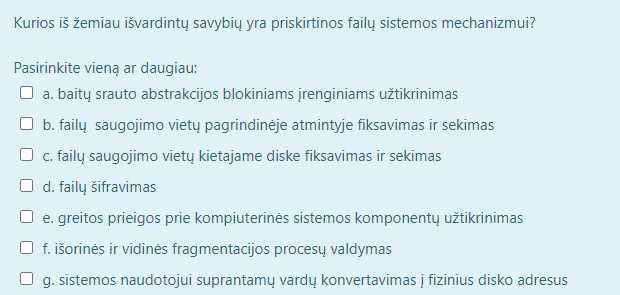 Kurios iš žemiau išvardintų savybių yra priskirtinos failų sistemos mechanizmui?
Pasirinkite vieną ar daugiau:
a. baitų srauto abstrakcijos blokiniams įrenginiams užtikrinimas
b. failų saugojimo vietų pagrindinėje atmintyje fiksavimas ir sekimas
c. failų saugojimo vietų kietajame diske fiksavimas ir sekimas
d. failų šifravimas
e. greitos prieigos prie kompiuterinės sistemos komponentų užtikrinimas
f. išorinės ir vidinės fragmentacijos procesų valdymas
g. sistemos naudotojui suprantamų vardų konvertavimas į fizinius disko adresus